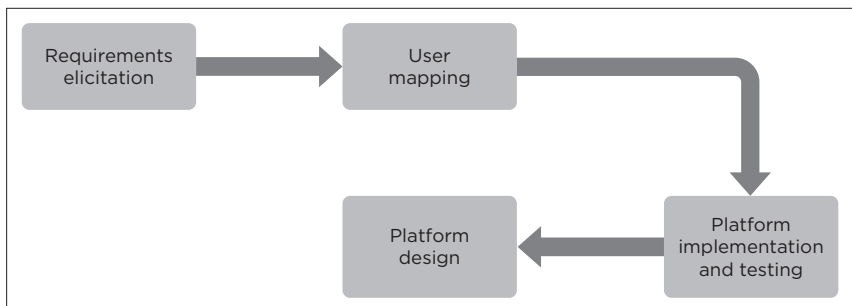 Requirements
elicitation
User
mapping
Platform
implementation
and testing
Platform
design